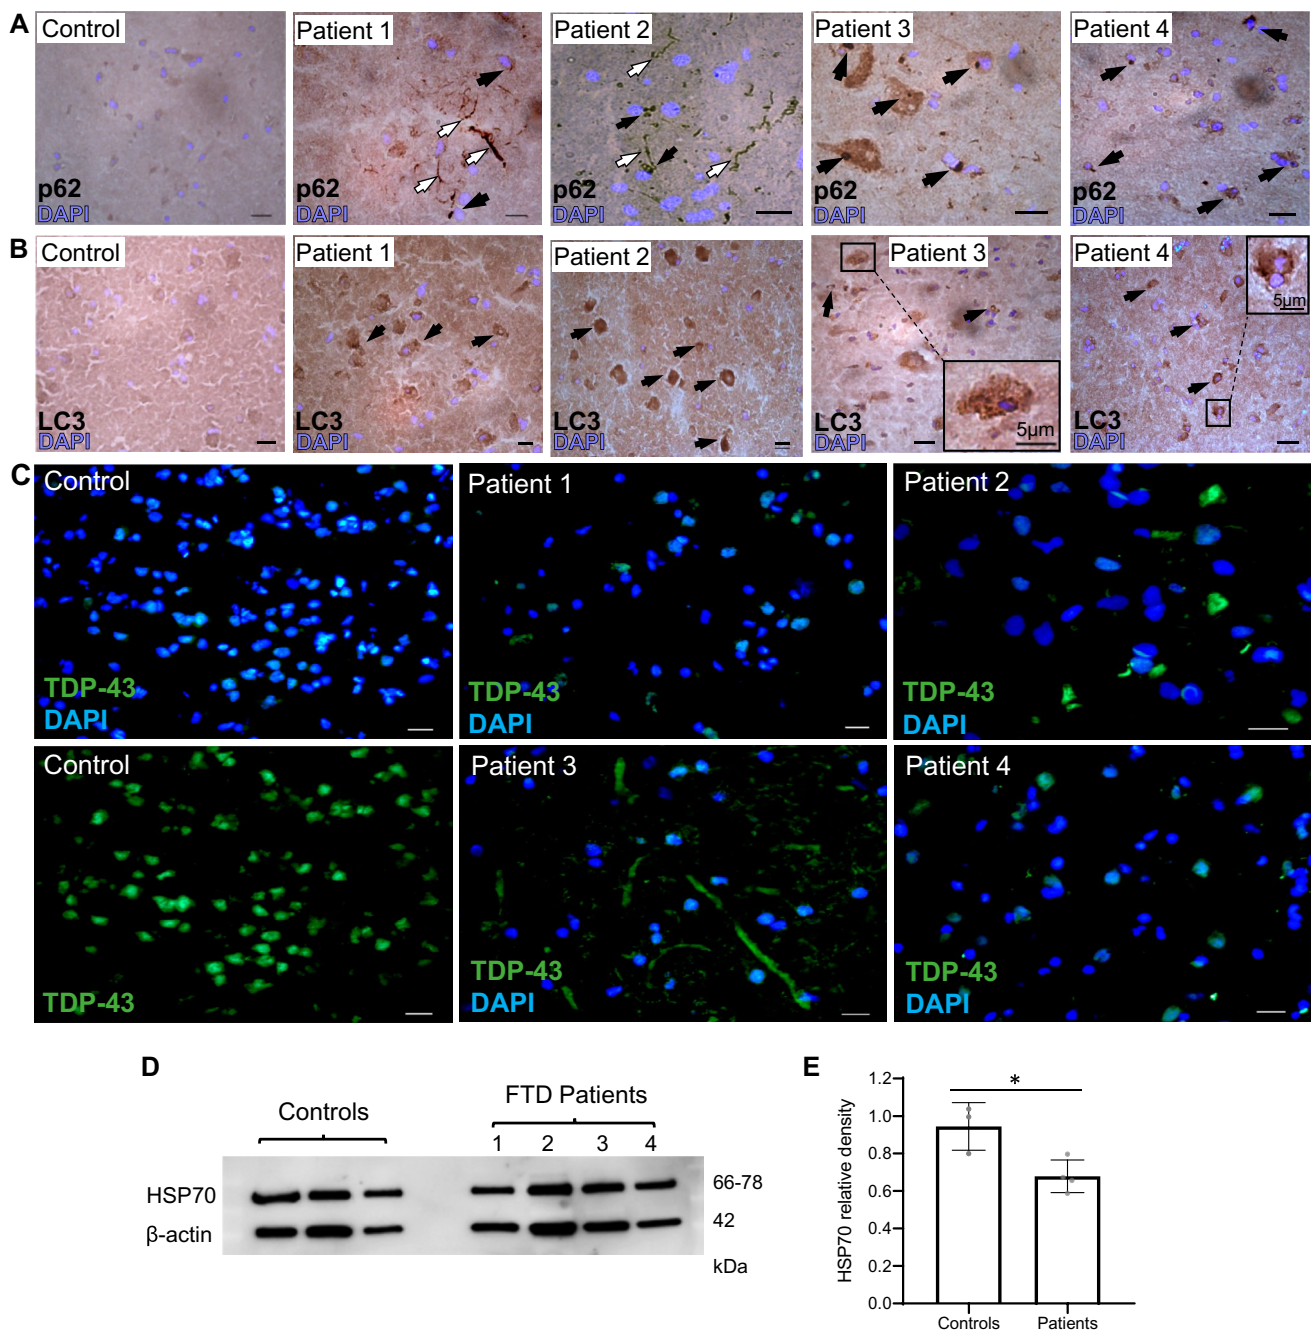 A
Control
p62
DAPI
Patient 1
p62
DAPI
Patient 2
p62
DAPI
Patient 3
p62
DAPI
Patient 4
p62
DAPI
B
Control
LC3
DAPI
Patient 1
LC3
DAPI
Patient 2
LC3
DAPI
Patient 3
5µm
LC3
DAPI
Patient 4
5µm
LC3
DAPI
C
Control
TDP-43
DAPI
Patient 1
TDP-43
DAPI
Patient 2
TDP-43
DAPI
Control
TDP-43
Patient 3
TDP-43
DAPI
Patient 4
TDP-43
DAPI
D
Controls
FTD Patients
1 2 3 4
HSP70
66-78
β-actin
42
kDa
E
*
HSP70 relative density
1.2
1.0
0.8
0.6
0.4
0.2
0.0
Controls
Patients